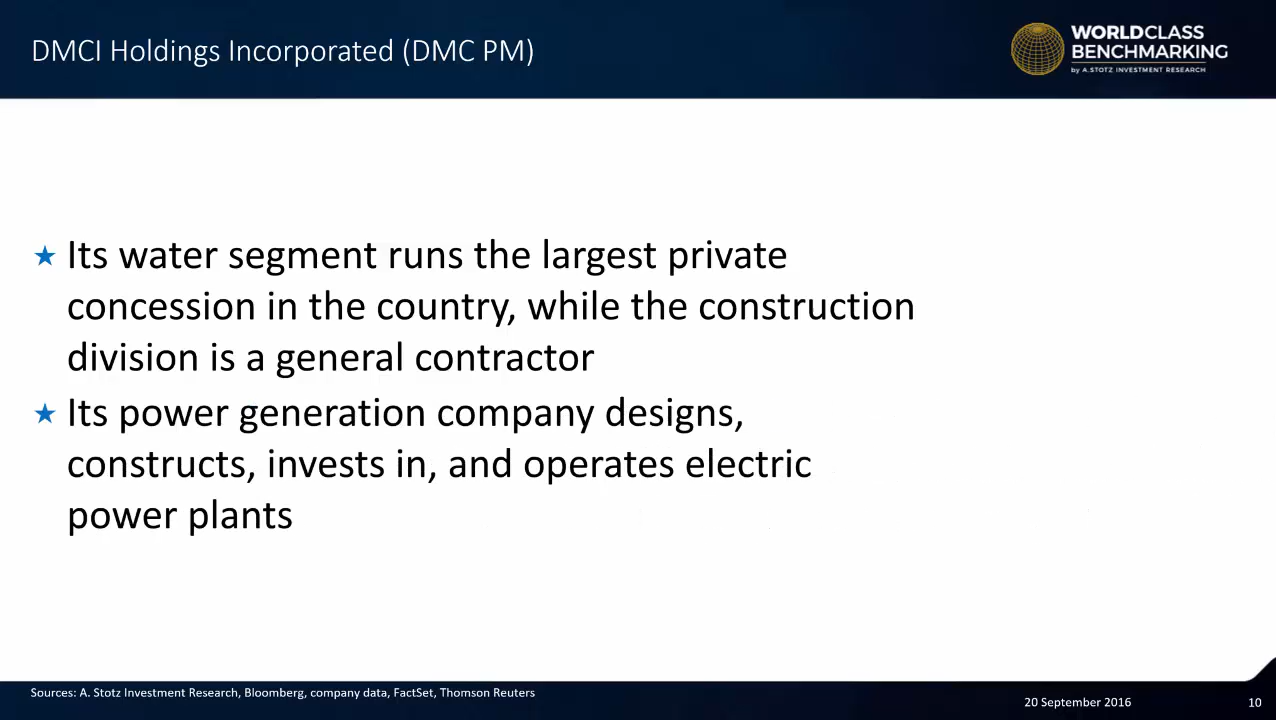 DMCI Holdings Incorporated (DMC PM)
WORLDCLASS
BENCHMARKING
by A.STOTZ INVESTMENT RESEARCH
Its water segment runs the largest private
concession in the country, while the construction
division is a general contractor
Its power generation company designs,
constructs, invests in, and operates electric
power plants
Sources: A. Stotz Investment Research, Bloomberg, company data, FactSet, Thomson Reuters
20 September 2016
10